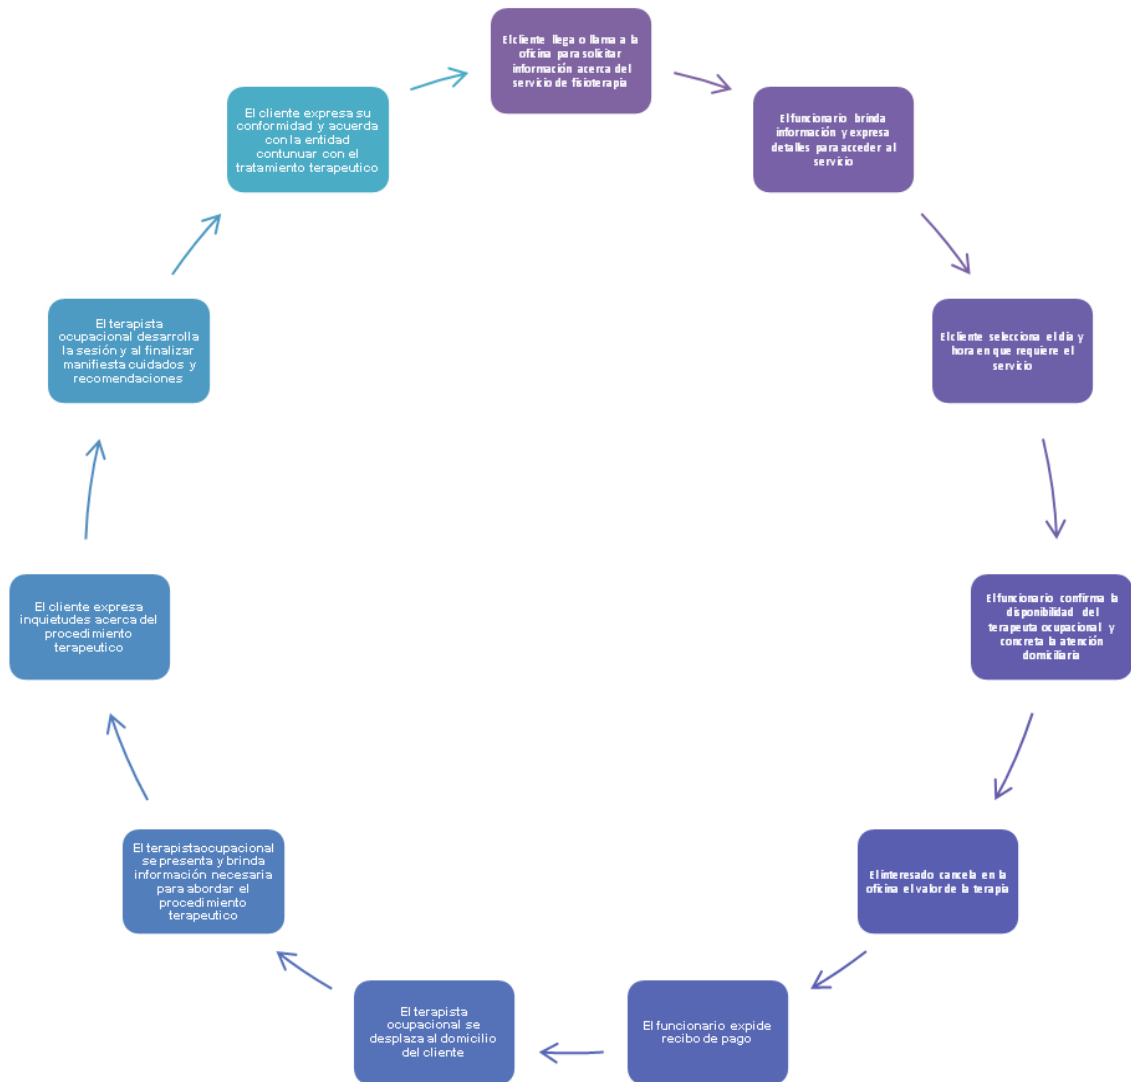 El cliente llega o llama a la
oficina para solicitar
información acerca del
servicio de fisioterapia
El funcionario brinda
información y expresa
detalles para acceder al
servicio
El cliente selecciona el día y
hora en que requiere el
servicio
El funcionario confirma la
disponibilidad del
terapeuta ocupacional y
concreta la atención
domiciliaria
El interesado cancela en la
oficina el valor de la terapia
El funcionario expide
recibo de pago
El terapista
ocupacional se
desplaza al domicilio
del cliente
El terapistaocupacional
se presenta y brinda
información necesaria
para abordar el
procedimiento
terapeutico
El cliente expresa
inquietudes acerca del
procedimiento
terapeutico
El terapista
ocupacional desarrolla
la sesión y al finalizar
manifiesta cuidados y
recomendaciones
El cliente expresa su
conformidad y acuerda
con la entidad
contunuar con el
tratamiento terapeutico